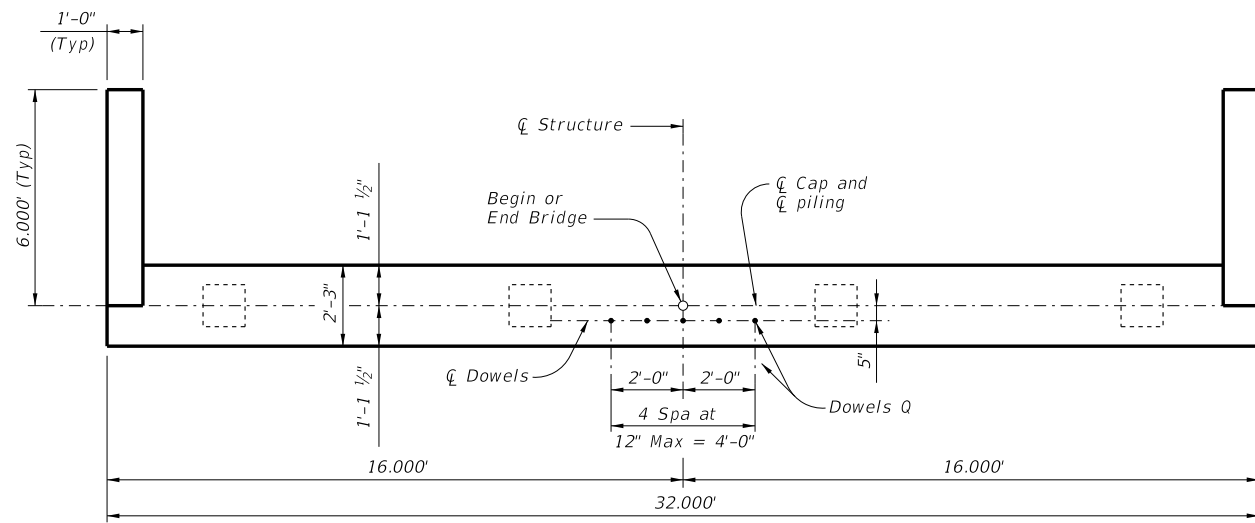 1'-0"
(Typ)
6.000' (Typ)
℄ Structure
Begin or
End Bridge
℄ Cap and
℄ piling
1'-1 ½"
2'-3"
1'-1 ½"
℄ Dowels
2'-0"
2'-0"
5"
Dowels Q
4 Spa at
12" Max = 4'-0"
16.000'
16.000'
32.000'